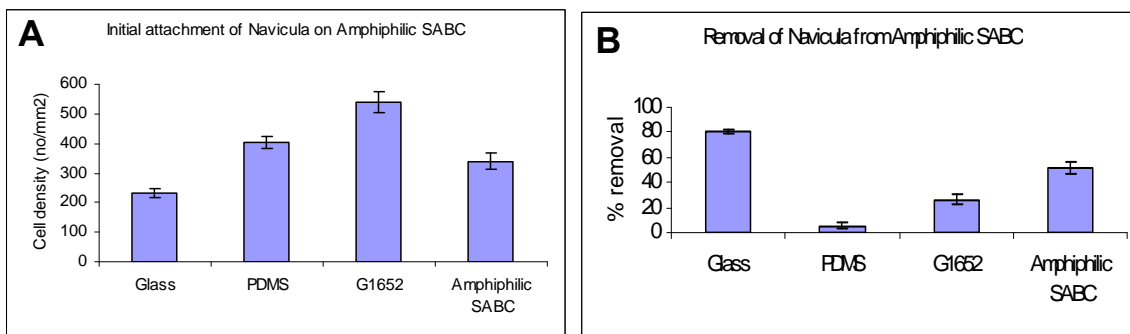 A
Initial attachment of Navicula on Amphiphilic SABC
Cell density (no/mm2)
600
500
400
300
200
100
0
Glass
PDMS
G1652
Amphiphilic
SABC
B
Removal of Navicula from Amphiphilic SABC
% removal
100
80
60
40
20
0
Glass
PDMS
G1652
Amphiphilic
SABC